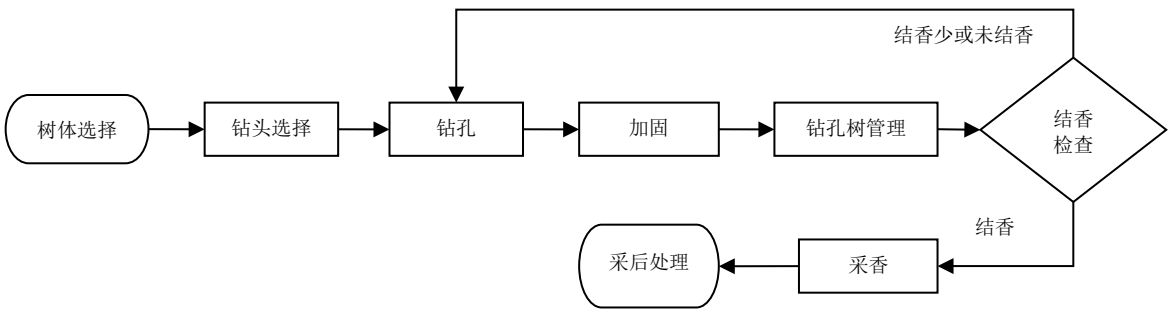 结香少或未结香
树体选择
钻头选择
钻孔
加固
钻孔树管理
结香
检查
结香
采后处理
采香